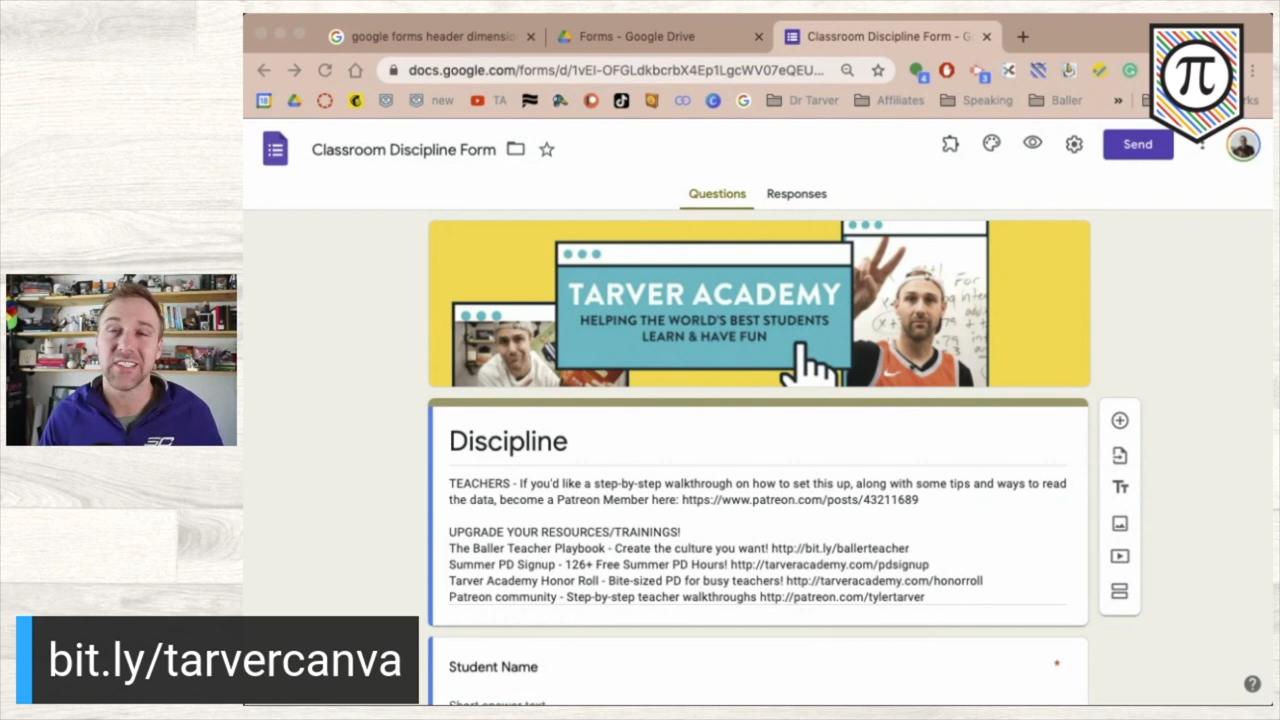 google forms header dimensio
Forms - Google Drive
Classroom Discipline Form - G
docs.google.com/forms/d/1vEI-OFGLdkbcrbX4Ep1LgcWV07eQEU...
new
TA
Dr Tarver
Affiliates
Speaking
Baller
»
rks
π
Classroom Discipline Form
Send
Questions
Responses
TARVER ACADEMY
HELPING THE WORLD'S BEST STUDENTS
LEARN & HAVE FUN
Discipline
TEACHERS - If you'd like a step-by-step walkthrough on how to set this up, along with some tips and ways to read
the data, become a Patreon Member here: https://www.patreon.com/posts/43211689
UPGRADE YOUR RESOURCES/TRAININGS!
The Baller Teacher Playbook - Create the culture you want! http://bit.ly/ballerteacher
Summer PD Signup - 126+ Free Summer PD Hours! http://tarveracademy.com/pdsignup
Tarver Academy Honor Roll - Bite-sized PD for busy teachers! http://tarveracademy.com/honorroll
Patreon community - Step-by-step teacher walkthroughs http://patreon.com/tylertarver
Student Name *
Short answer text
bit.ly/tarvercanva